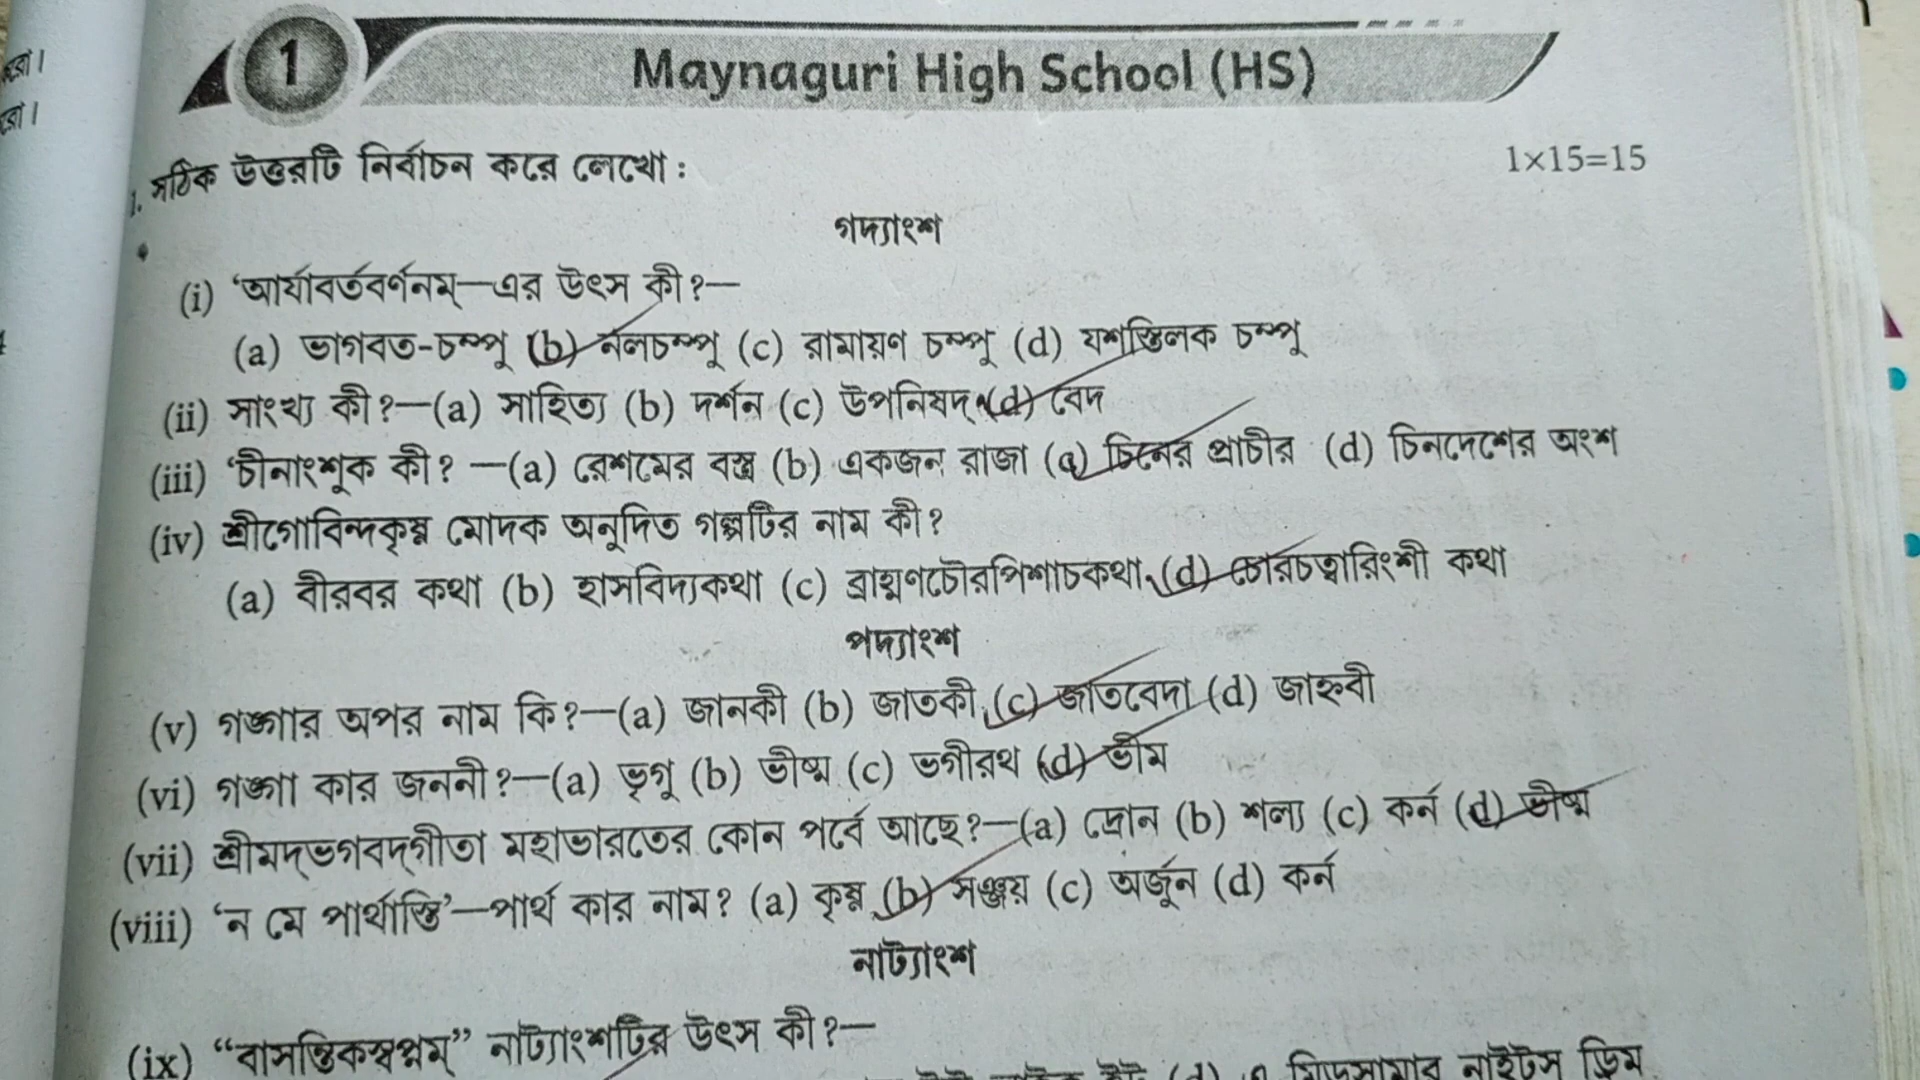 রো।
রো।
1
Maynaguri High School (HS)
1. সঠিক উত্তরটি নির্বাচন করে লেখো : 1×15=15
গদ্যাংশ
(i) ‘আর্যাবর্তবর্ণনম্—এর উৎস কী?—
(a) ভাগবত-চম্পু (b) নলচম্পু (c) রামায়ণ চম্পু (d) যশস্তিলক চম্পু
(ii) সাংখ্য কী?—(a) সাহিত্য (b) দর্শন (c) উপনিষদ্ (d) বেদ
(iii) ‘চীনাংশুক কী? —(a) রেশমের বস্ত্র (b) একজন রাজা (c) চিনের প্রাচীর (d) চিনদেশের অংশ
(iv) শ্রীগোবিন্দকৃষ্ণ মোদক অনূদিত গল্পটির নাম কী?
(a) বীরবর কথা (b) হাসবিদ্যকথা (c) ব্রাহ্মণচৌরপিশাচকথা (d) চোরচত্বারিংশী কথা
পদ্যাংশ
(v) গঙ্গার অপর নাম কি?—(a) জানকী (b) জাতকী (c) জাতবেদা (d) জাহ্নবী
(vi) গঙ্গা কার জননী?—(a) ভৃগু (b) ভীষ্ম (c) ভগীরথ (d) ভীম
(vii) শ্রীমদ্ভগবদ্গীতা মহাভারতের কোন পর্বে আছে?—(a) দ্রোন (b) শল্য (c) কর্ন (d) ভীষ্ম
(viii) ‘ন মে পার্থাস্তি’—পার্থ কার নাম? (a) কৃষ্ণ (b) সঞ্জয় (c) অর্জুন (d) কর্ন
নাট্যাংশ
(ix) “বাসন্তিকস্বপ্নম্” নাট্যাংশটির উৎস কী?—
(d) এ মিডসামার নাইটস ড্রিম